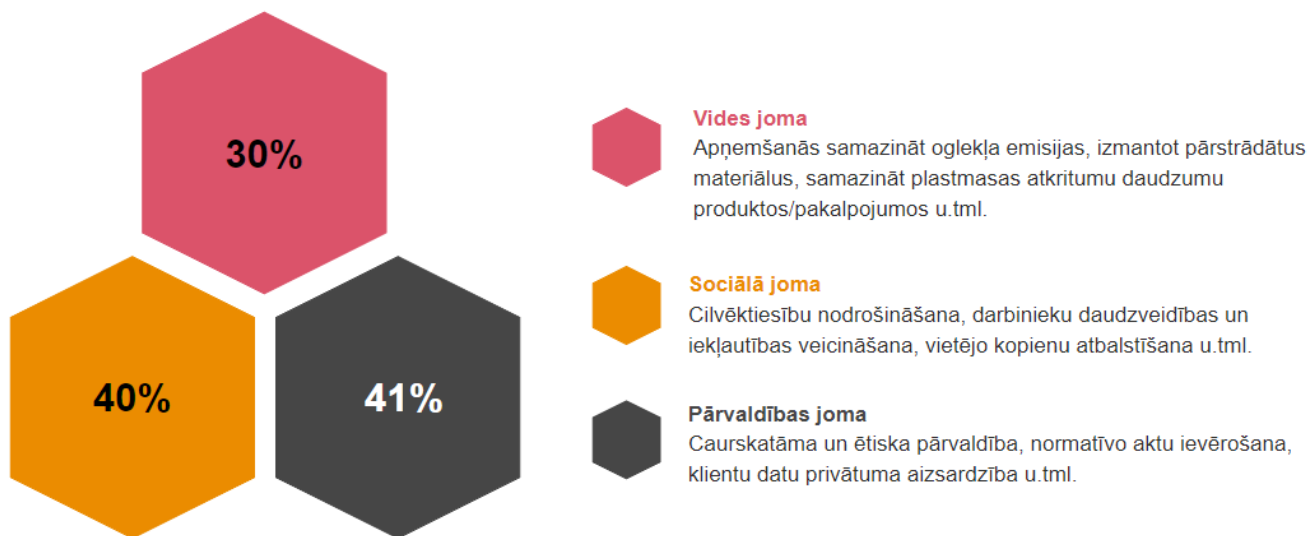 30%
40%
41%
Vides joma
Apņemšanās samazināt oglekļa emisijas, izmantot pārstrādātus
materiālus, samazināt plastmasas atkritumu daudzumu
produktos/pakalpojumos u.tml.
Sociālā joma
Cilvēktiesību nodrošināšana, darbinieku daudzveidības un
iekļautības veicināšana, vietējo kopienu atbalstīšana u.tml.
Pārvaldības joma
Caurskatāma un ētiska pārvaldība, normatīvo aktu ievērošana,
klientu datu privātuma aizsardzība u.tml.